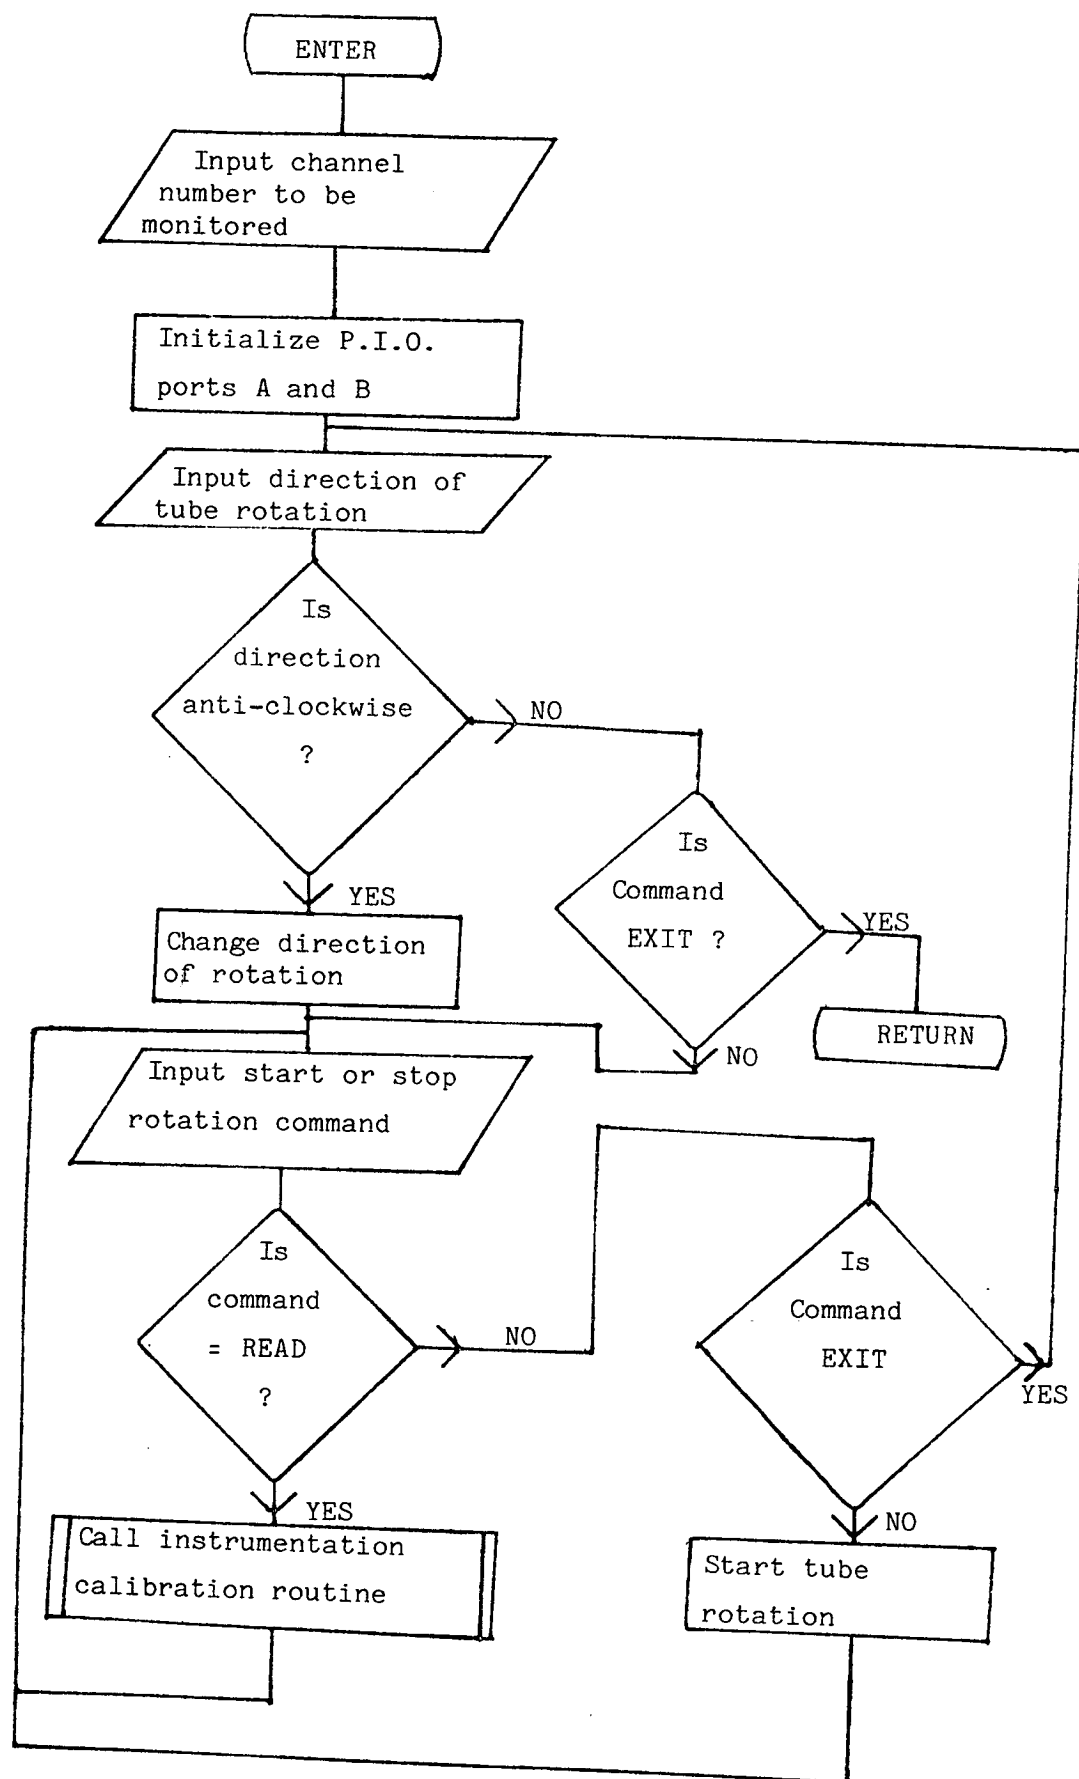 ENTER
Input channel
number to be
monitored
Initialize P.I.O.
ports A and B
Input direction of
tube rotation
Is
direction
anti-clockwise
?
NO
YES
Is
Command
EXIT ?
YES
RETURN
NO
Change direction
of rotation
Input start or stop
rotation command
Is
command
= READ
?
NO
YES
Is
Command
EXIT
YES
NO
Call instrumentation
calibration routine
Start tube
rotation